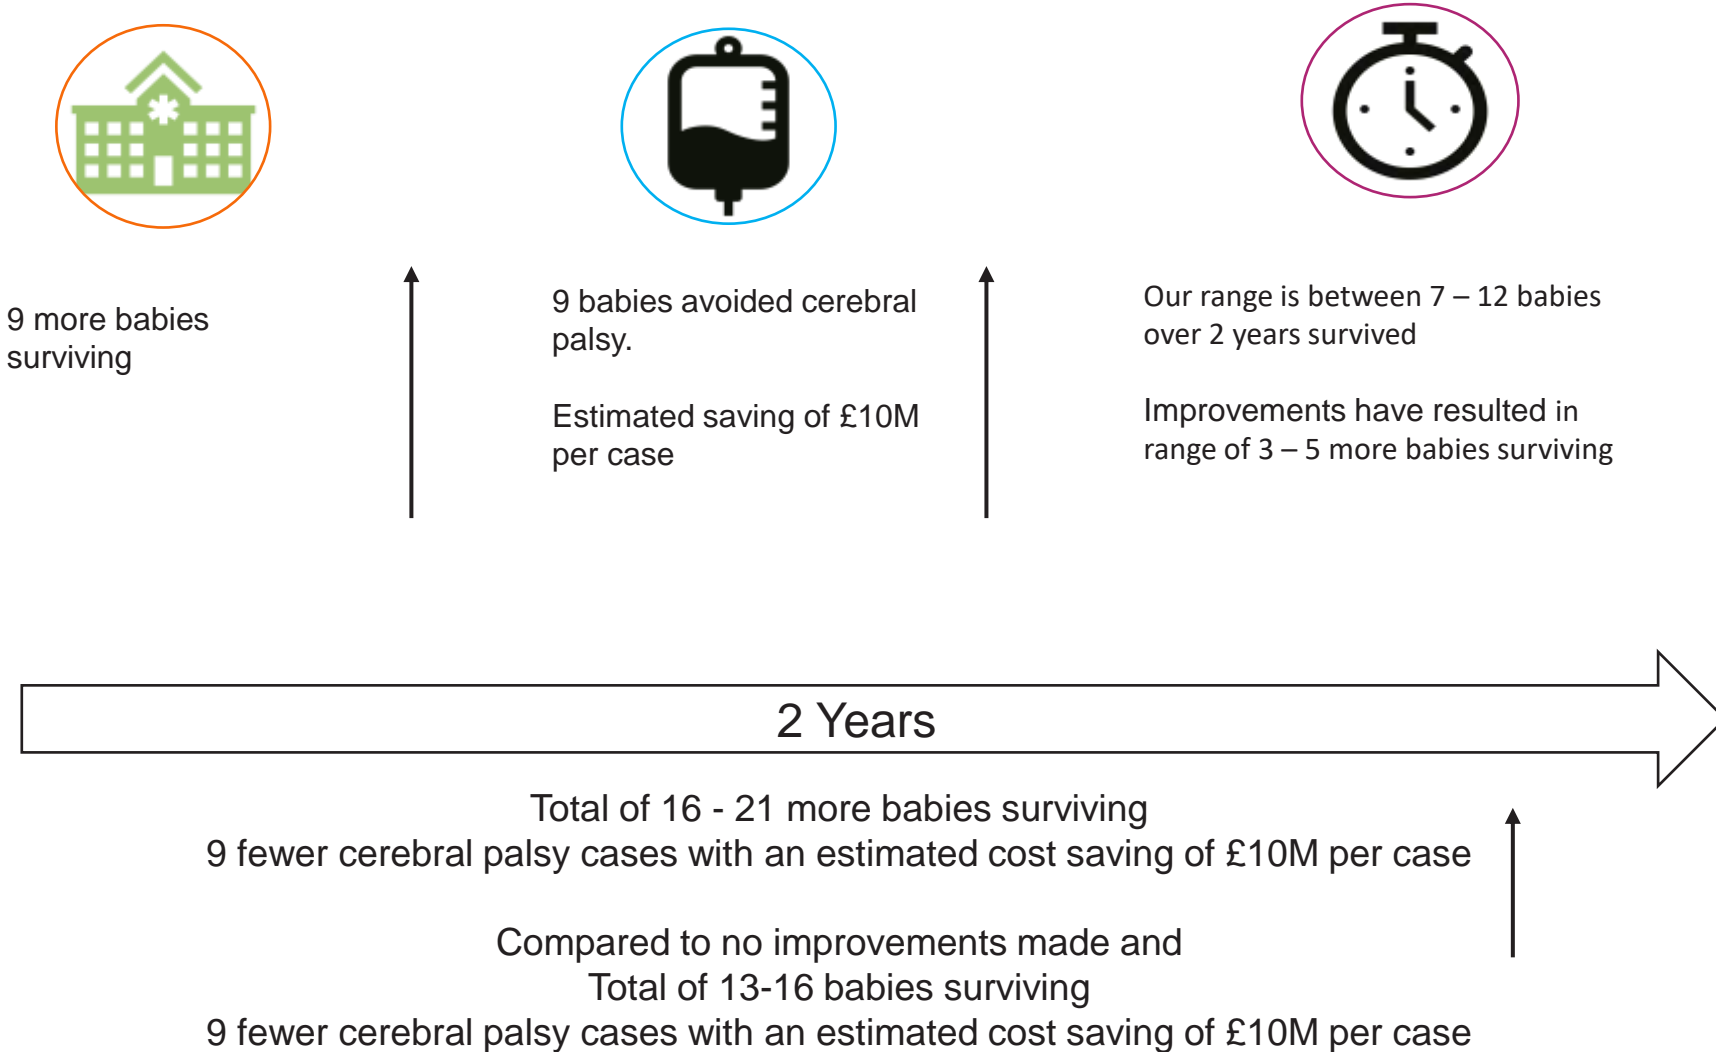 9 more babies
surviving
9 babies avoided cerebral
palsy.
Estimated saving of £10M
per case
Our range is between 7 – 12 babies
over 2 years survived
Improvements have resulted in
range of 3 – 5 more babies surviving
2 Years
Total of 16 - 21 more babies surviving
9 fewer cerebral palsy cases with an estimated cost saving of £10M per case
Compared to no improvements made and
Total of 13-16 babies surviving
9 fewer cerebral palsy cases with an estimated cost saving of £10M per case